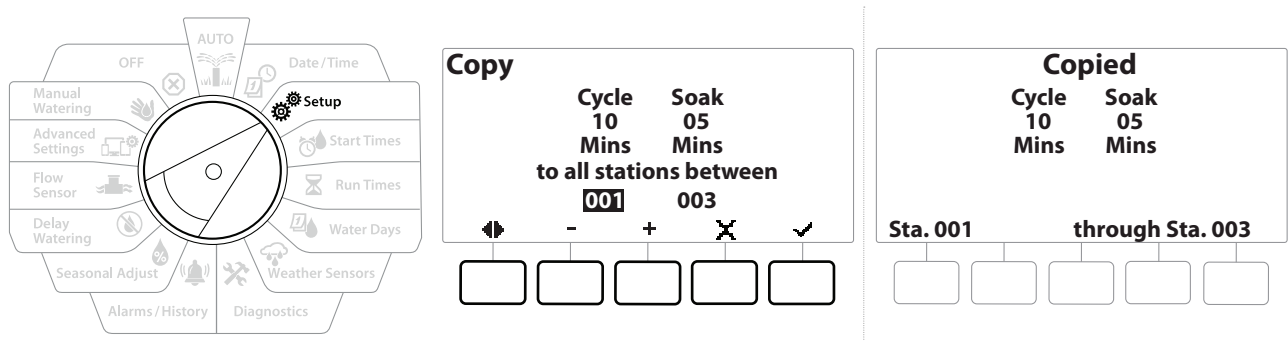 AUTO
OFF
Date / Time
Manual
Watering
Setup
Advanced
Settings
Start Times
Flow
Sensor
Run Times
Delay
Watering
Water Days
%
Seasonal Adjust
Weather Sensors
Alarms / History
Diagnostics
Copy
Cycle Soak
10 05
Mins Mins
to all stations between
001 003
- +
Copied
Cycle Soak
10 05
Mins Mins
Sta. 001 through Sta. 003